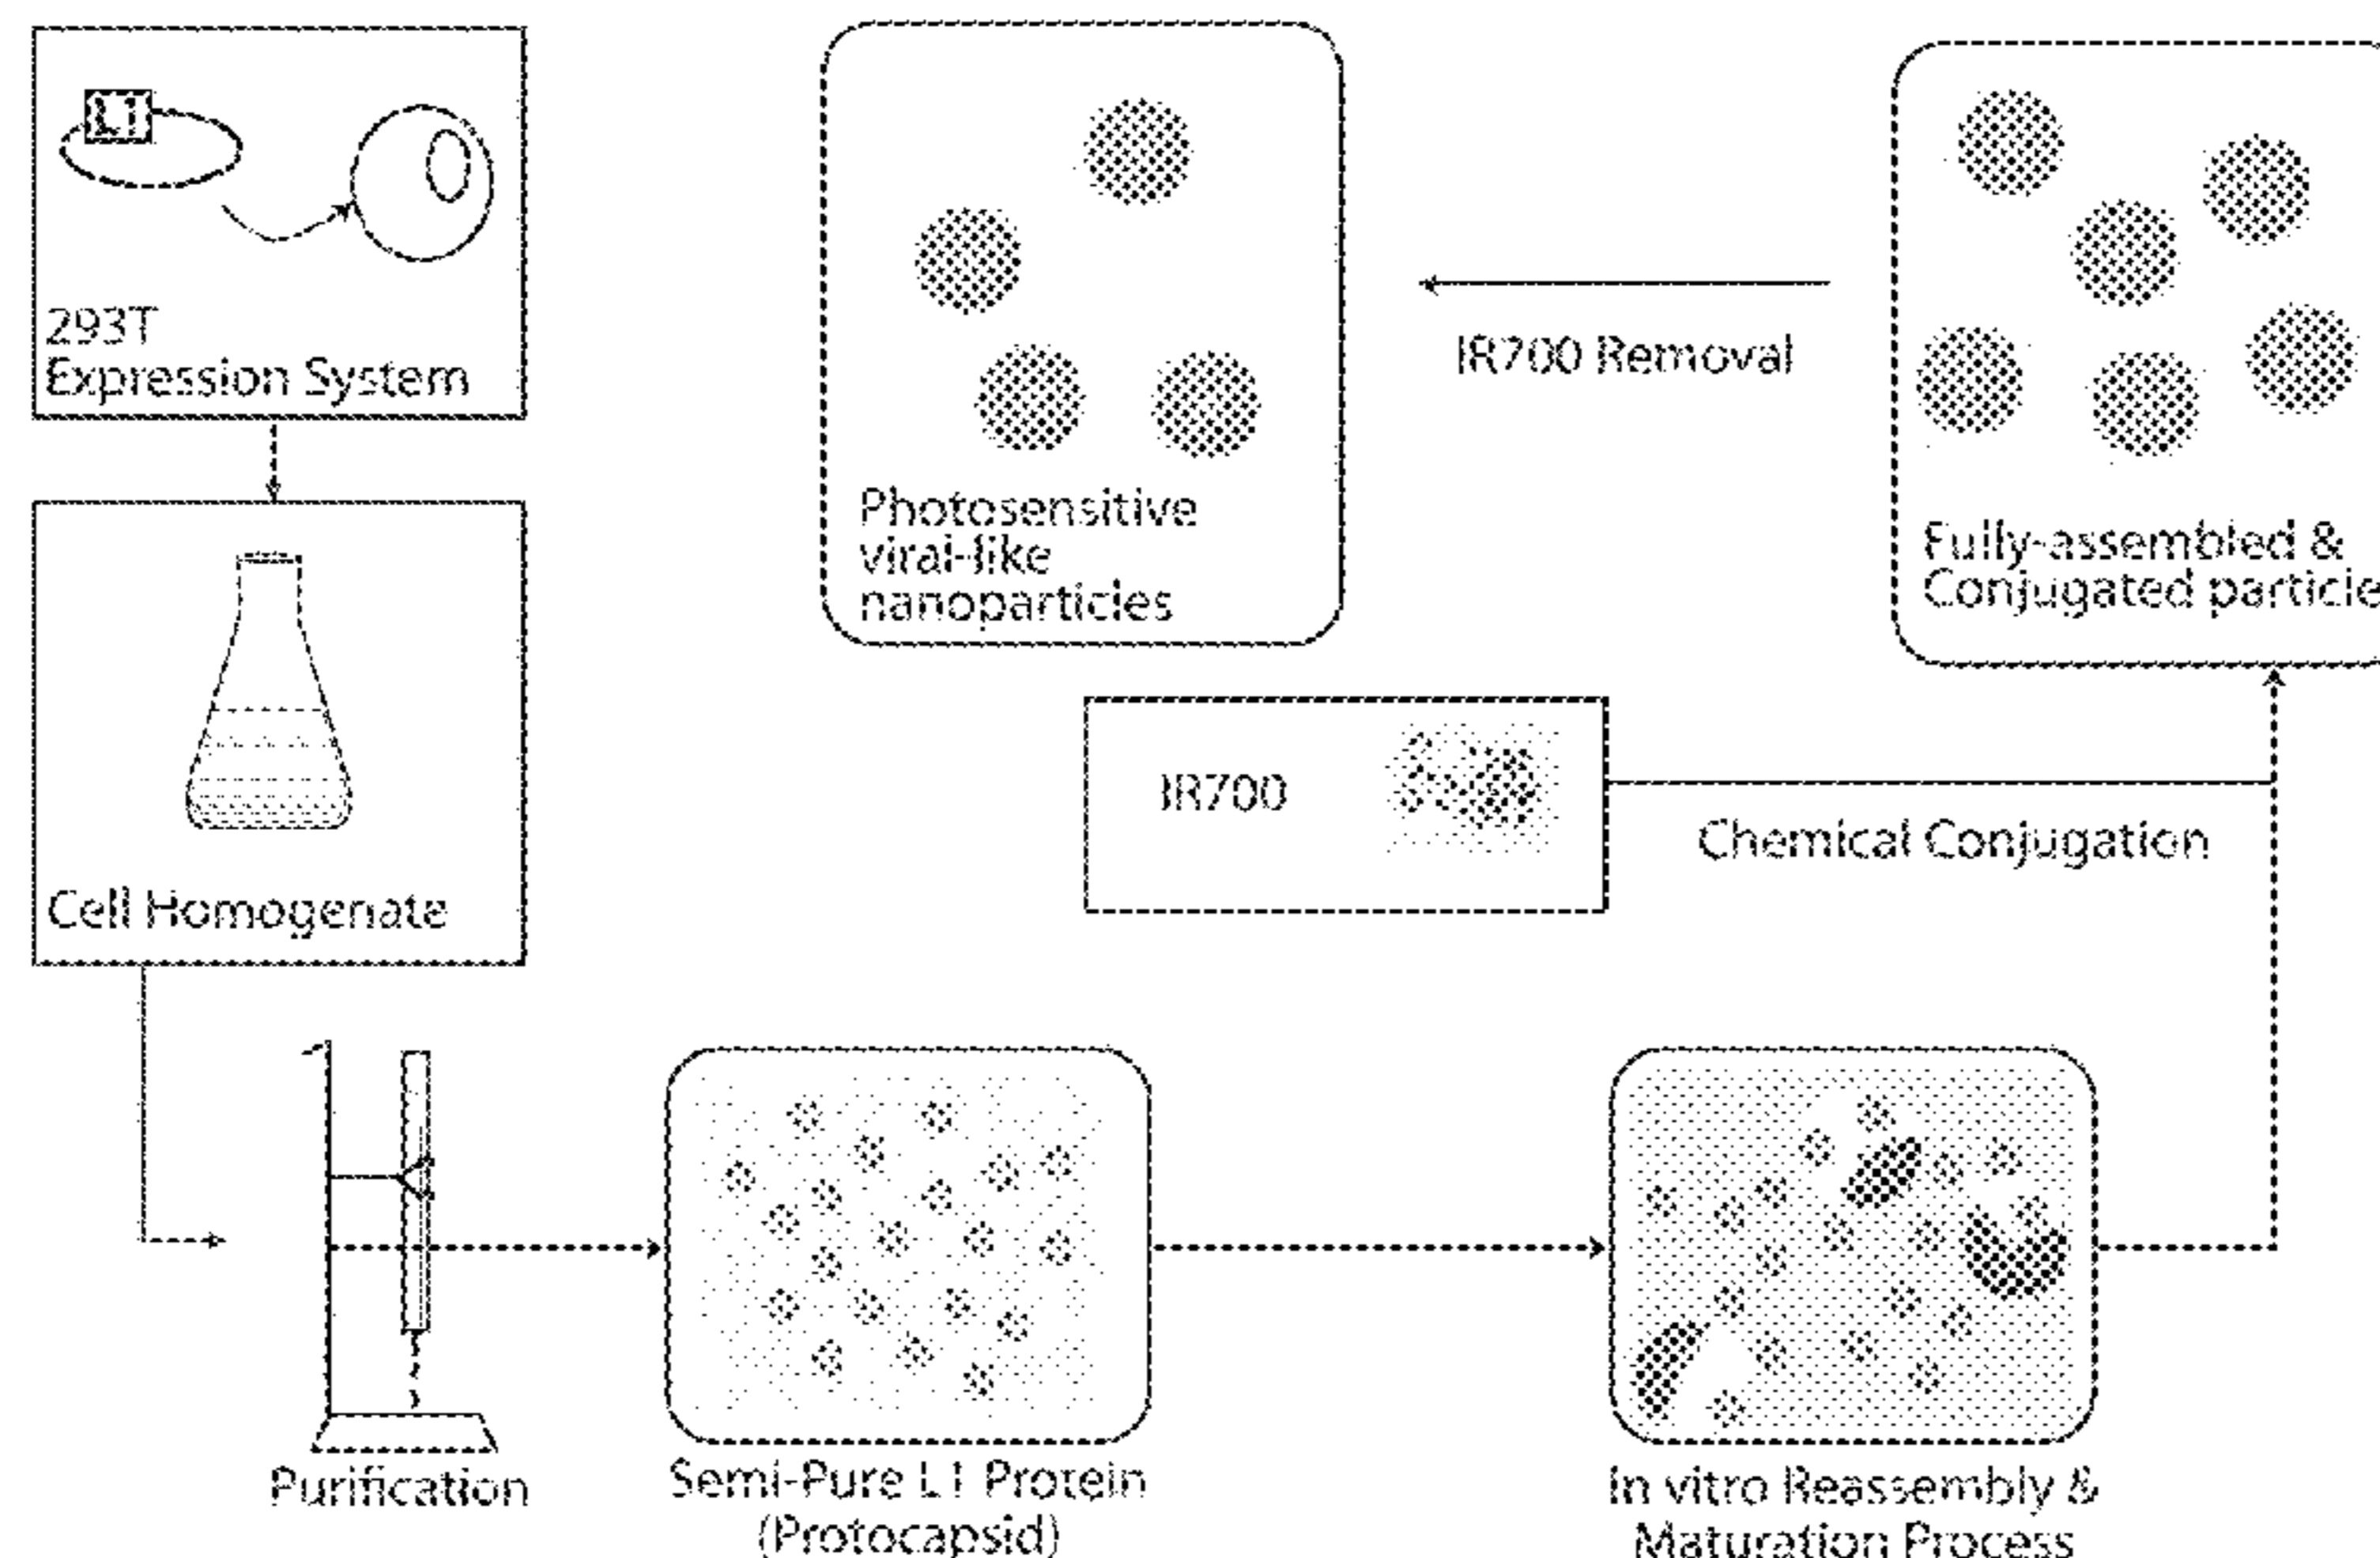 L1
293T
Expression System
Cell Homogenate
Purification
Semi-Pure L1 Protein
(Protocapsid)
In vitro Reassembly &
Maturation Process
IR700
Chemical Conjugation
Fully-assembled &
Conjugated particle
IR700 Removal
Photosensitive
viral-like
nanoparticles